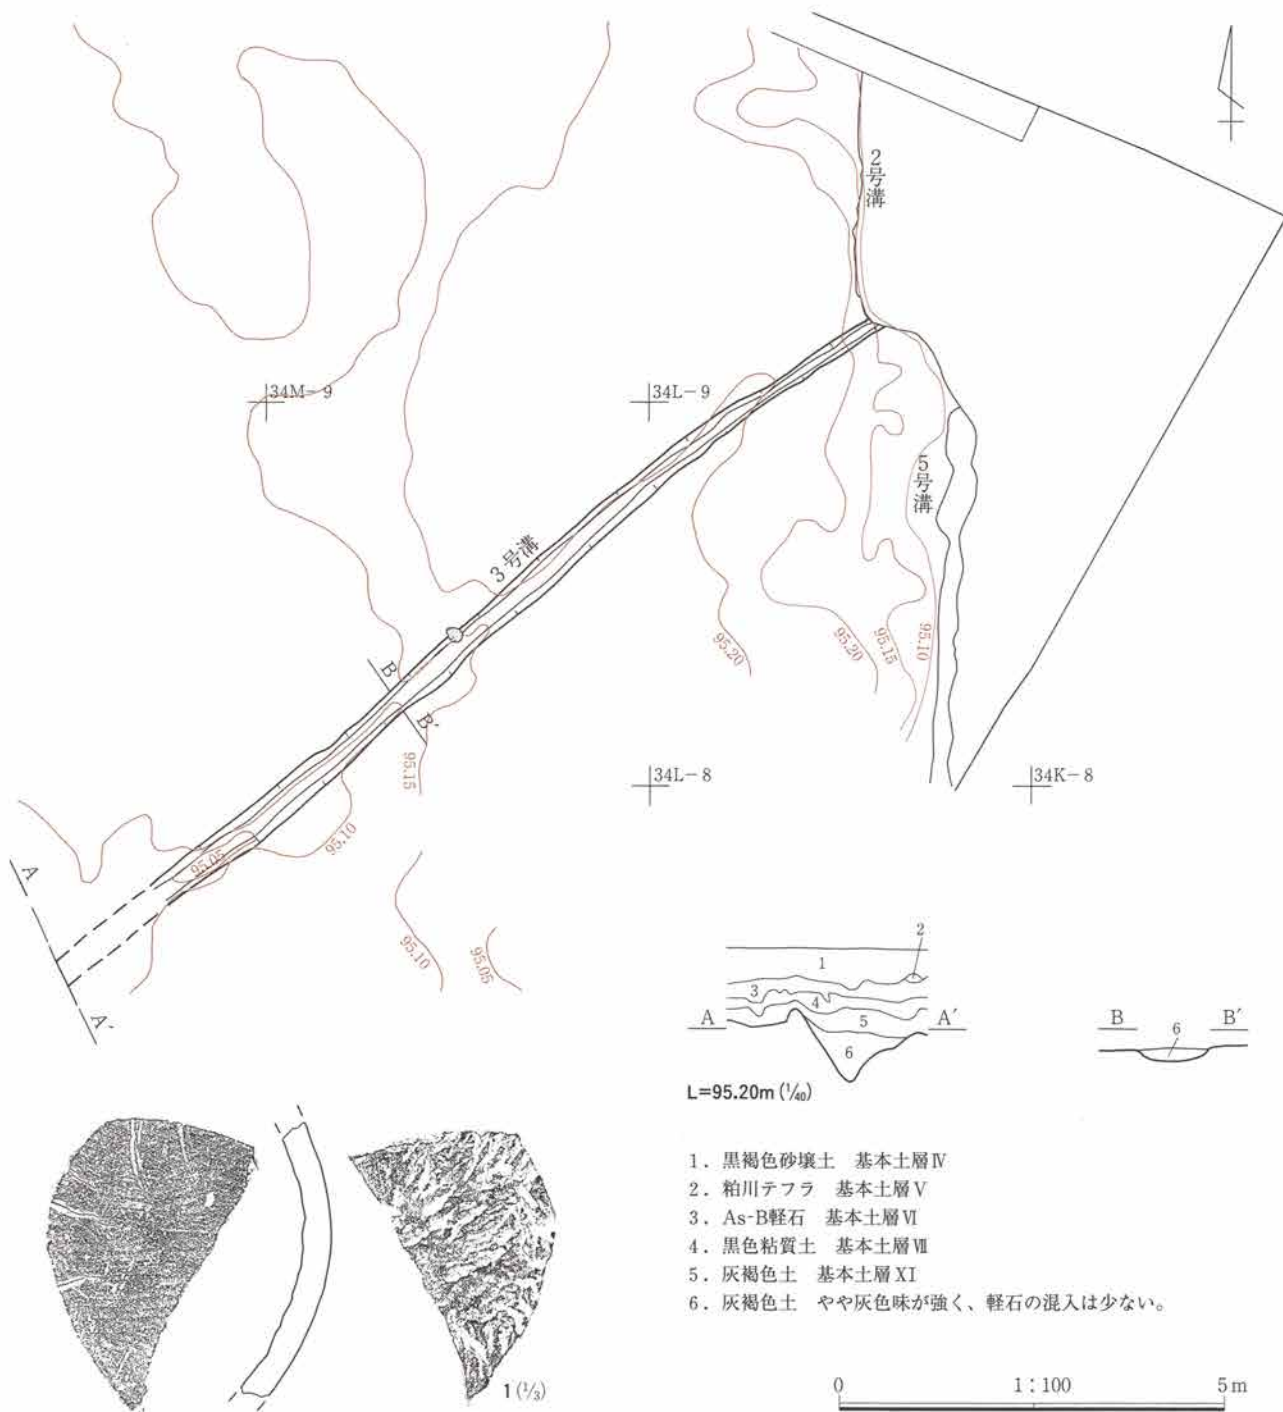 2号溝
34M-9
34L-9
5号溝
3号溝
95.20
95.20
95.15
95.10
B
B´
95.15
34L-8
34K-8
95.10
95.05
A
95.10
95.05
A´
2
1
3
4
A
5
A´
6
B
6
B´
L=95.20m (1/40)
1. 黒褐色砂壌土 基本土層Ⅳ
2. 粕川テフラ 基本土層Ⅴ
3. As-B軽石 基本土層Ⅵ
4. 黒色粘質土 基本土層Ⅶ
5. 灰褐色土 基本土層XI
6. 灰褐色土 やや灰色味が強く、軽石の混入は少ない。
1 (1/3)
0 1:100 5m